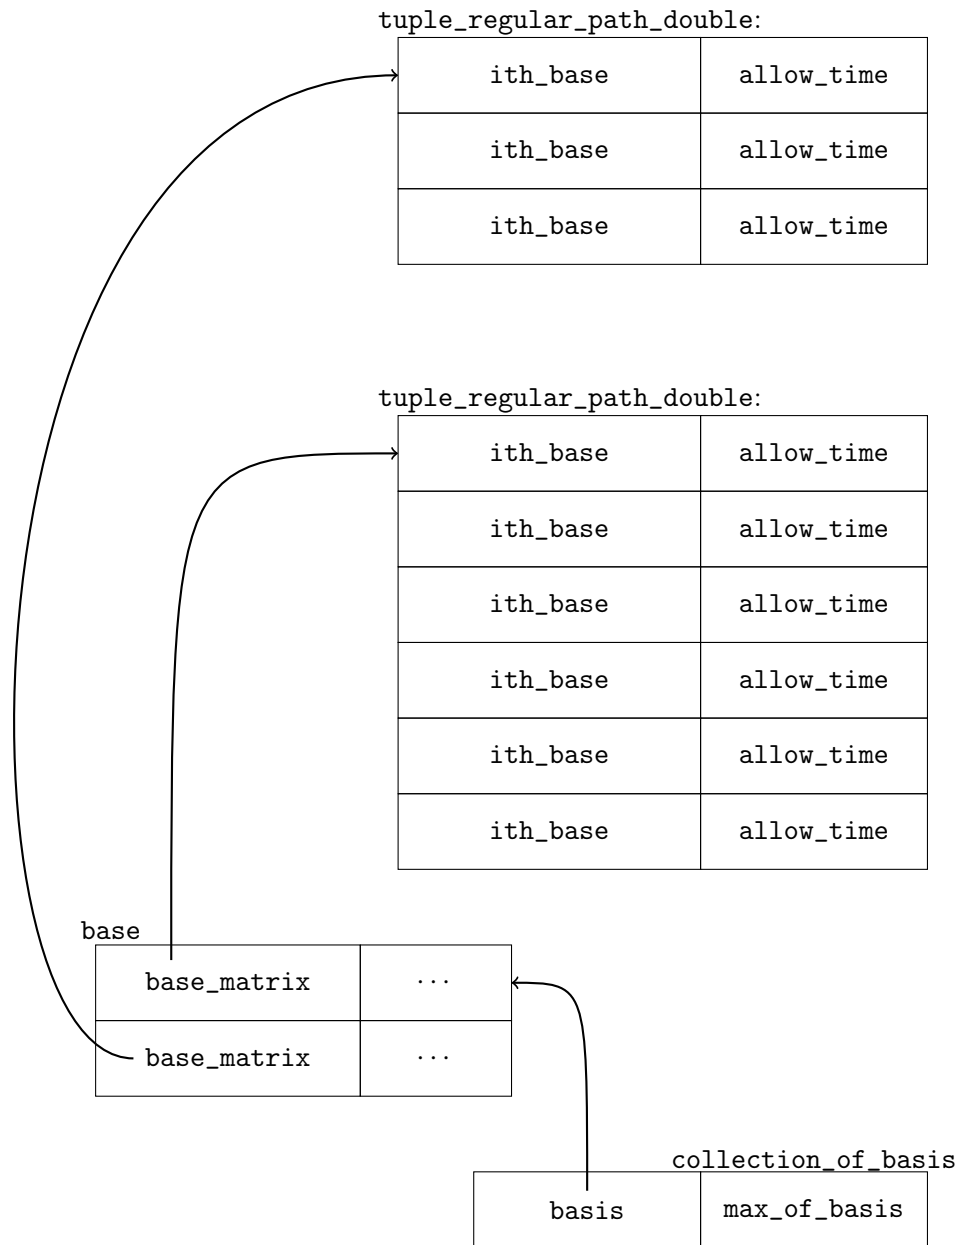 tuple_regular_path_double:
ith_base allow_time
ith_base allow_time
ith_base allow_time
tuple_regular_path_double:
ith_base allow_time
ith_base allow_time
ith_base allow_time
ith_base allow_time
ith_base allow_time
ith_base allow_time
base
base_matrix ...
base_matrix ...
collection_of_basis
basis max_of_basis